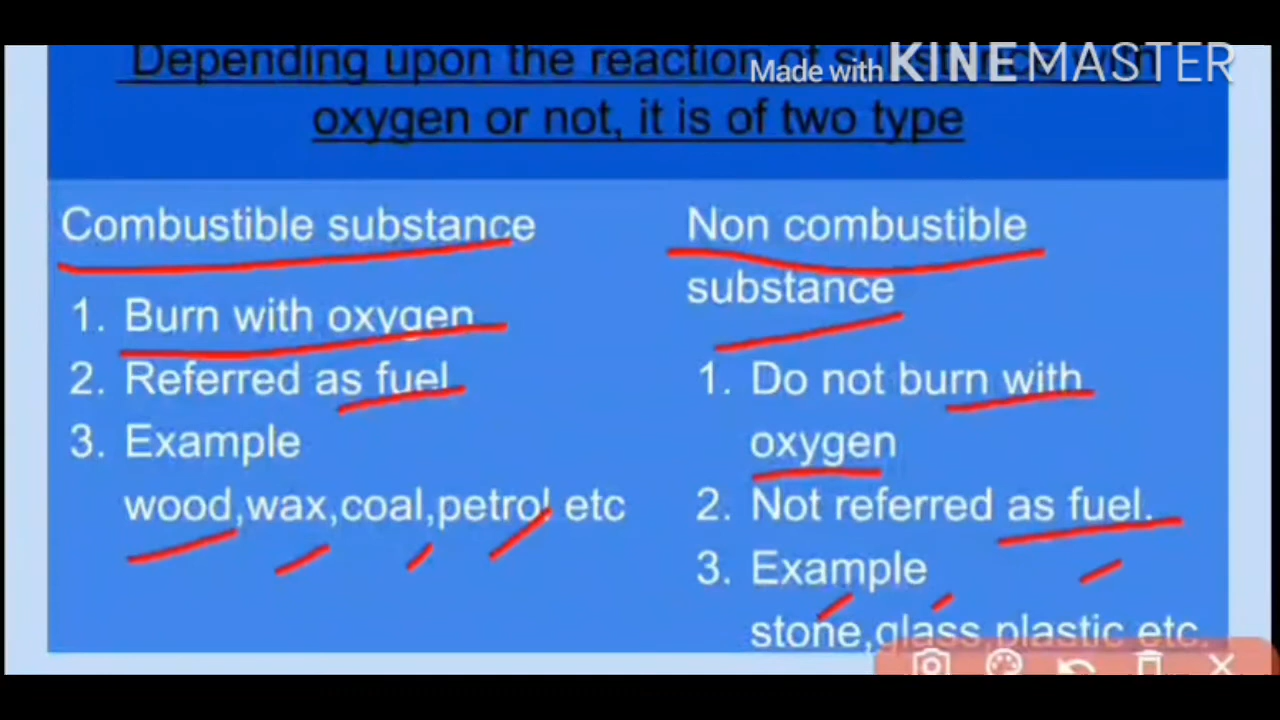 Depending upon the reaction of
Made with KINEMASTER
oxygen or not, it is of two type
Combustible substance
1. Burn with oxygen
2. Referred as fuel
3. Example
wood,wax,coal,petrol etc
Non combustible
substance
1. Do not burn with
oxygen
2. Not referred as fuel.
3. Example
stone,glass,plastic etc.